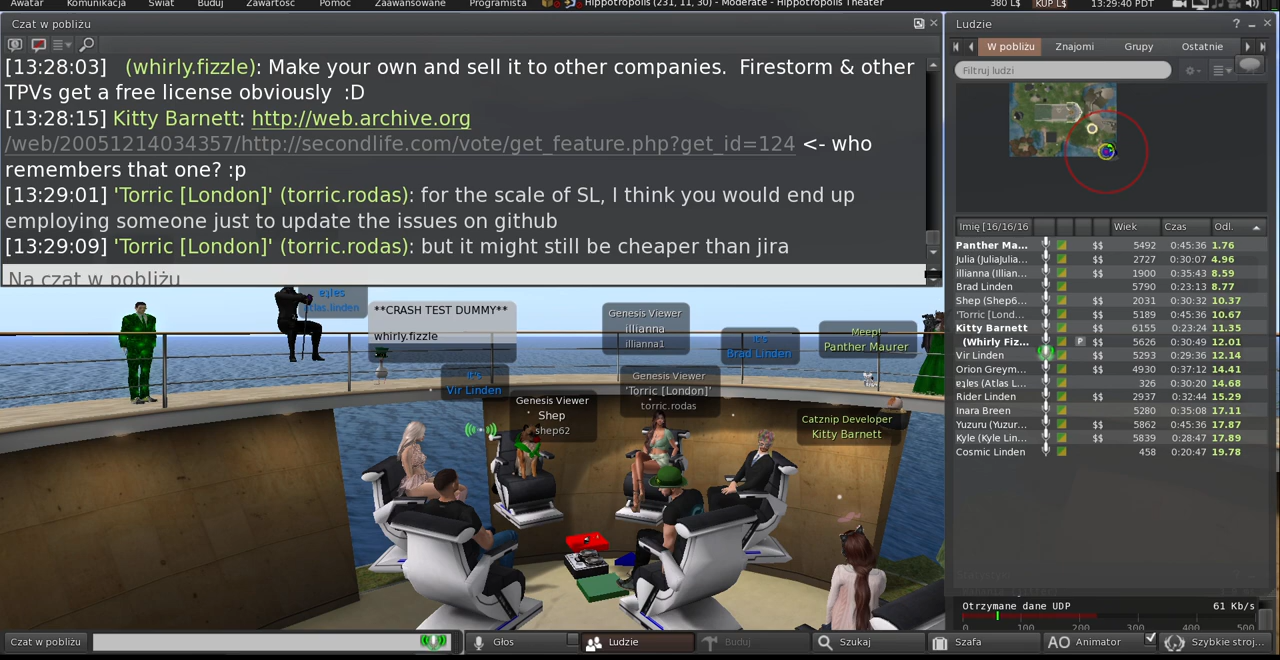 Awatar Komunikacja Świat Buduj Zawartość Pomoc Zaawansowane Programista Hippotropolis (231, 11, 30) - Moderate - Hippotropolis Theater 380 L$ KUP L$ 13:29:40 PDT
Czat w pobliżu
[13:28:03] (whirly.fizzle): Make your own and sell it to other companies. Firestorm & other
TPVs get a free license obviously :D
[13:28:15] Kitty Barnett: http://web.archive.org
/web/20051214034357/http://secondlife.com/vote/get_feature.php?get_id=124 <- who
remembers that one? :p
[13:29:01] 'Torric [London]' (torric.rodas): for the scale of SL, I think you would end up
employing someone just to update the issues on github
[13:29:09] 'Torric [London]' (torric.rodas): but it might still be cheaper than jira
Na czat w pobliżu
**CRASH TEST DUMMY**
whirly.fizzle
Genesis Viewer
illianna
illianna1
It's
Brad Linden
Meep!
Panther Maurer
It's
Vir Linden
Genesis Viewer
'Torric [London]'
torric.rodas
Genesis Viewer
Shep
shep62
Catznip Developer
Kitty Barnett
Ludzie
? _ ×
W pobliżu Znajomi Grupy Ostatnie
Filtruj ludzi
Imię [16/16/16 Wiek Czas Odl.
Panther Ma... $$ 5492 0:45:36 1.76
Julia (JuliaJulia... $$ 2727 0:30:07 4.96
illianna (Illian... $$ 1900 0:35:43 8.59
Brad Linden 5790 0:23:13 8.77
Shep (Shep6... $$ 2031 0:30:32 10.37
'Torric [Lond... $$ 5189 0:45:36 10.67
Kitty Barnett $$ 6155 0:23:24 11.35
(Whirly Fiz... P $$ 5626 0:30:49 12.01
Vir Linden $$ 5293 0:29:36 12.14
Orion Greym... $$ 4930 0:37:12 14.41
(Atlas L... 326 0:30:20 14.68
Rider Linden $$ 2937 0:32:44 15.29
Inara Breen 5280 0:35:08 17.11
Yuzuru (Yuzur... $$ 5862 0:45:36 17.87
Kyle (Kyle Lin... $$ 5839 0:28:47 17.89
Cosmic Linden 458 0:20:47 19.78
Otrzymane dane UDP 61 Kb/s
0 100 200 300 400 500
Czat w pobliżu Głos Ludzie Buduj Szukaj Szafa AO Animator Szybkie stroj...